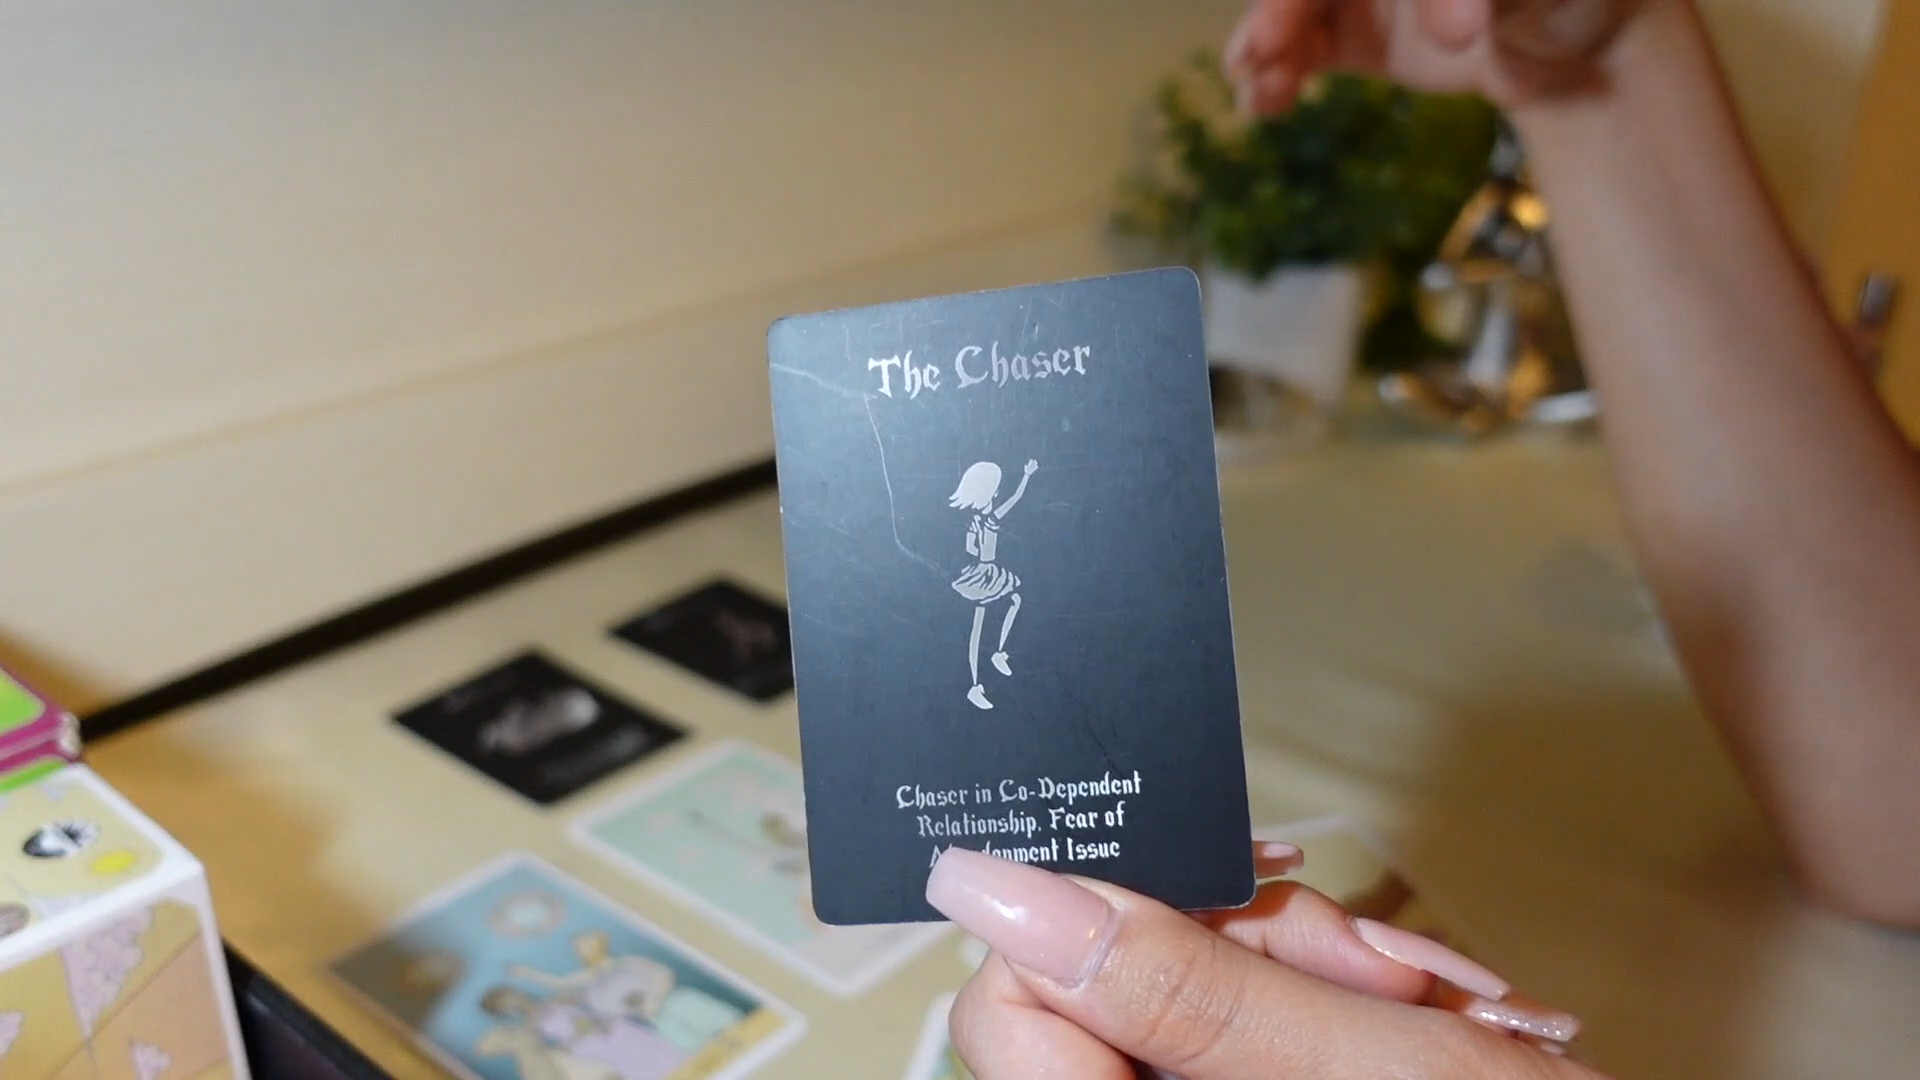 The Chaser
Chaser in Co-Dependent
Relationship. Fear of
Issue